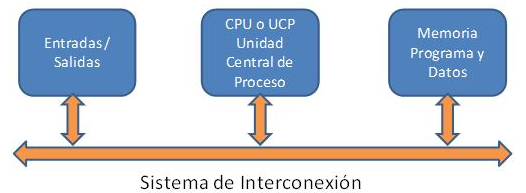 Entradas /
Salidas
CPU o UCP
Unidad
Central de
Proceso
Memoria
Programa y
Datos
Sistema de Interconexión